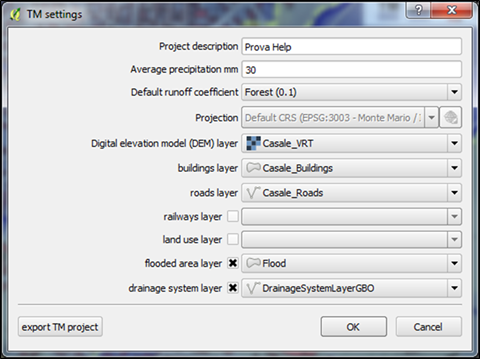 TM settings
?
Project description Prova Help
Average precipitation mm 30
Default runoff coefficient Forest (0.1)
Projection Default CRS (EPSG:3003 - Monte Mario /
Digital elevation model (DEM) layer Casale_VRT
buildings layer Casale_Buildings
roads layer Casale_Roads
railways layer
land use layer
flooded area layer Flood
drainage system layer DrainageSystemLayerGBO
export TM project OK Cancel